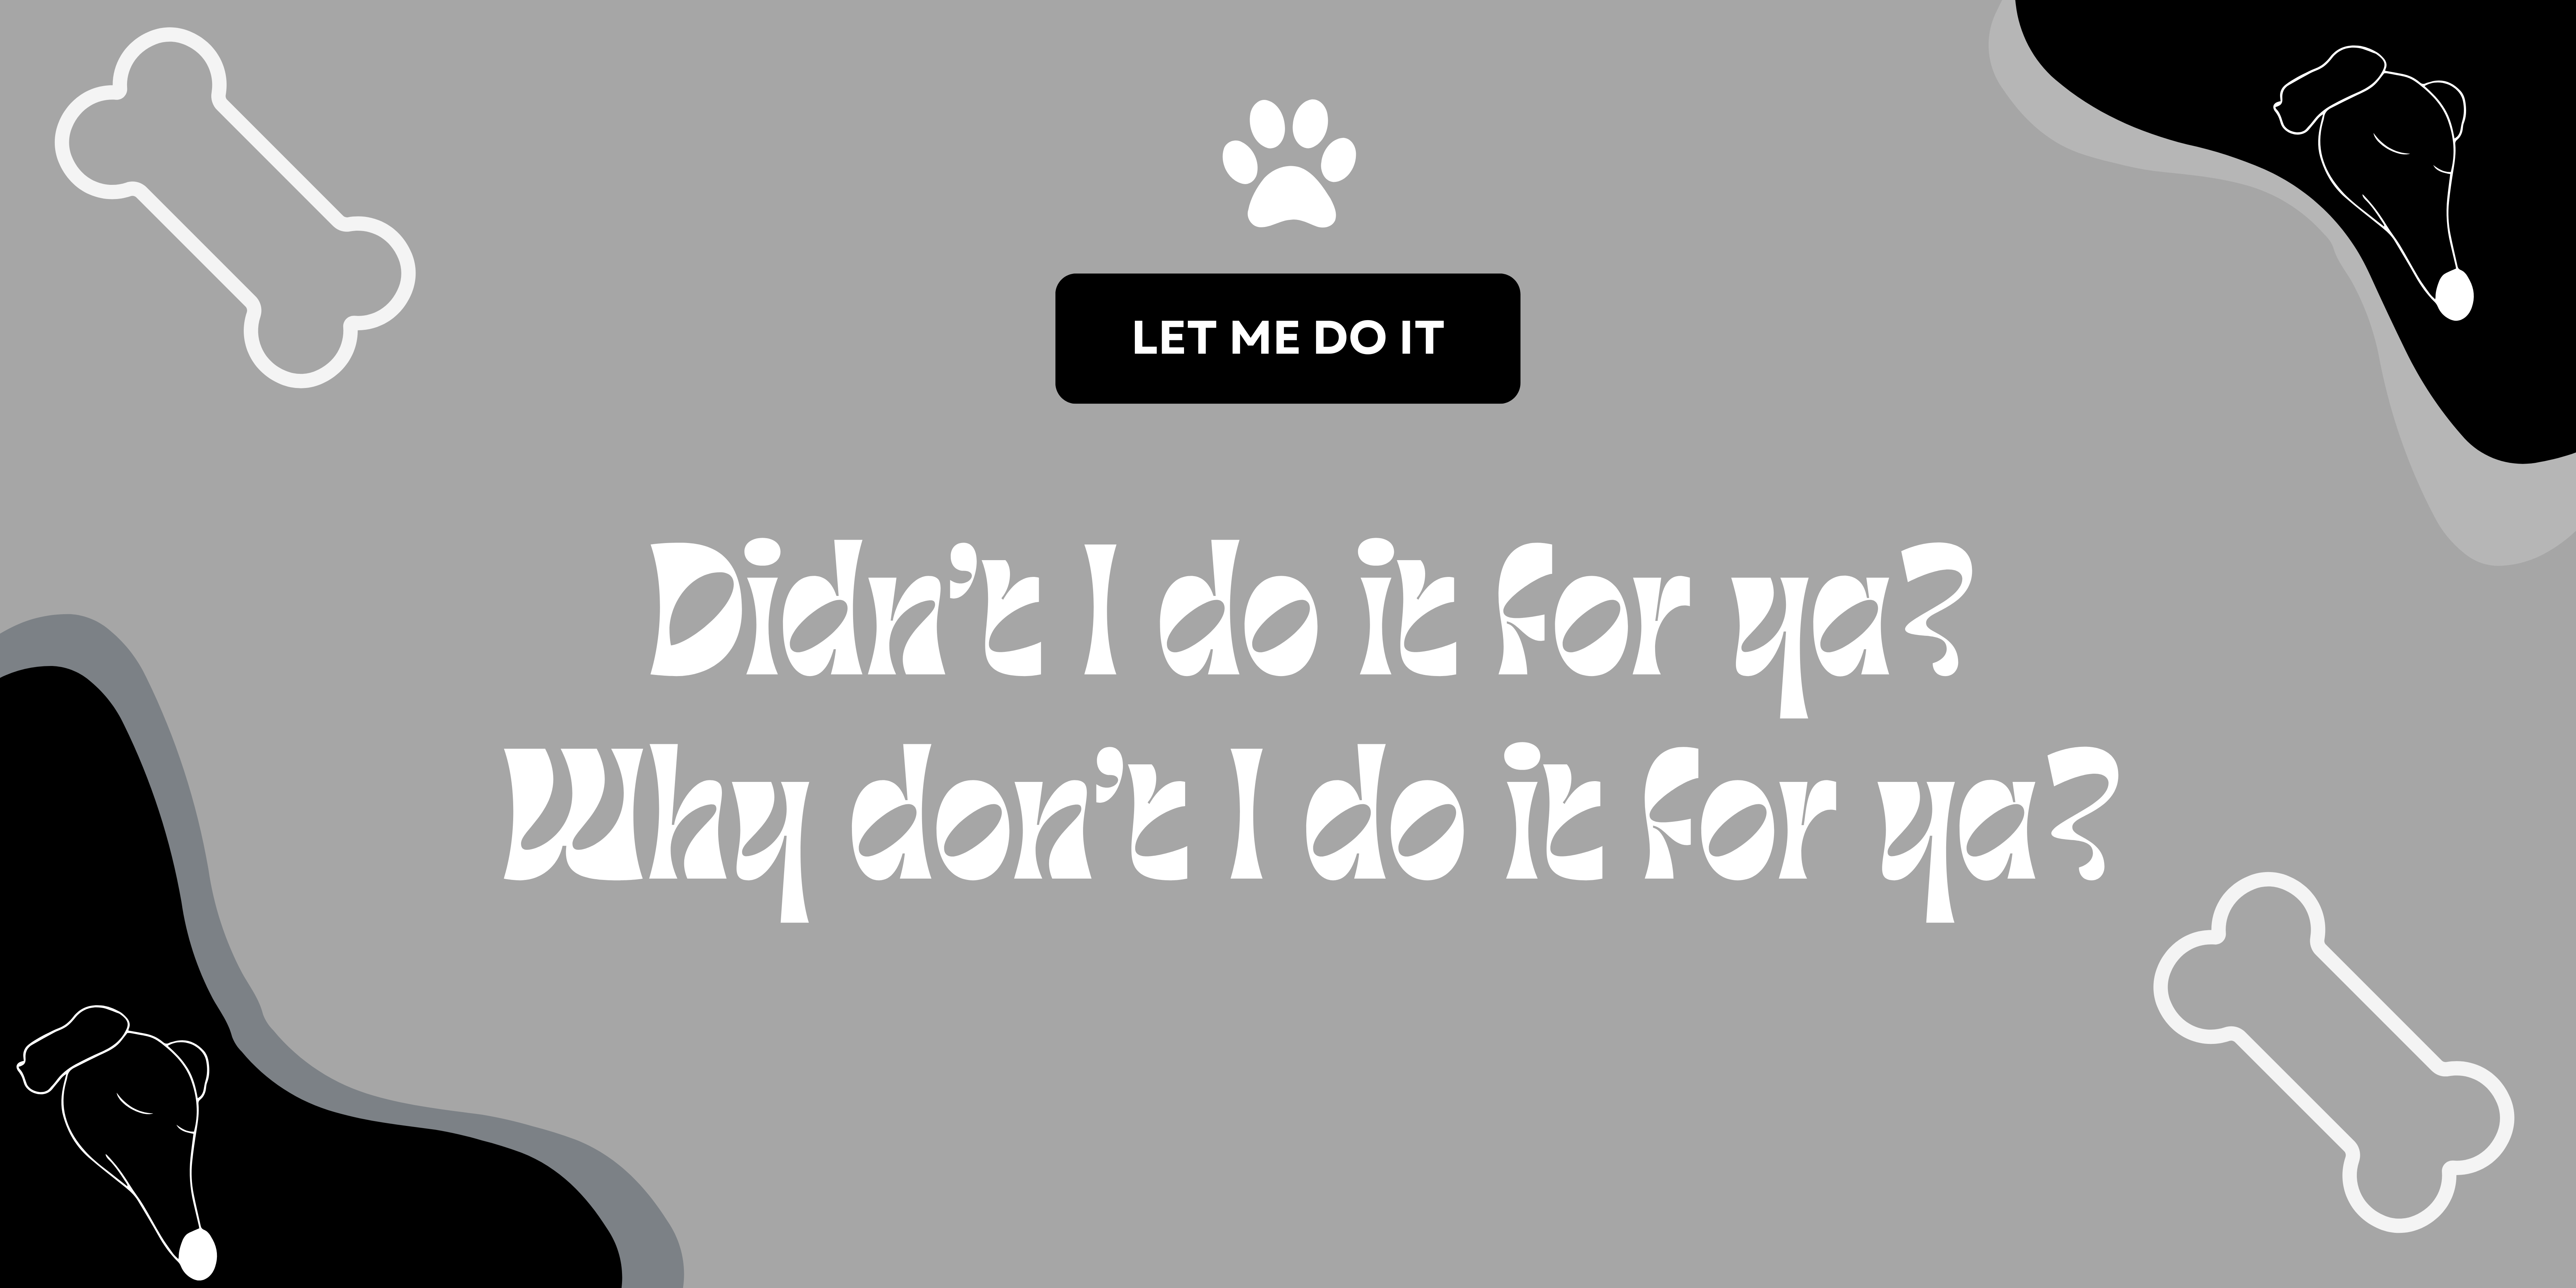 LET ME DO IT
Didn't I do it for ya?
Why don't I do it for ya?